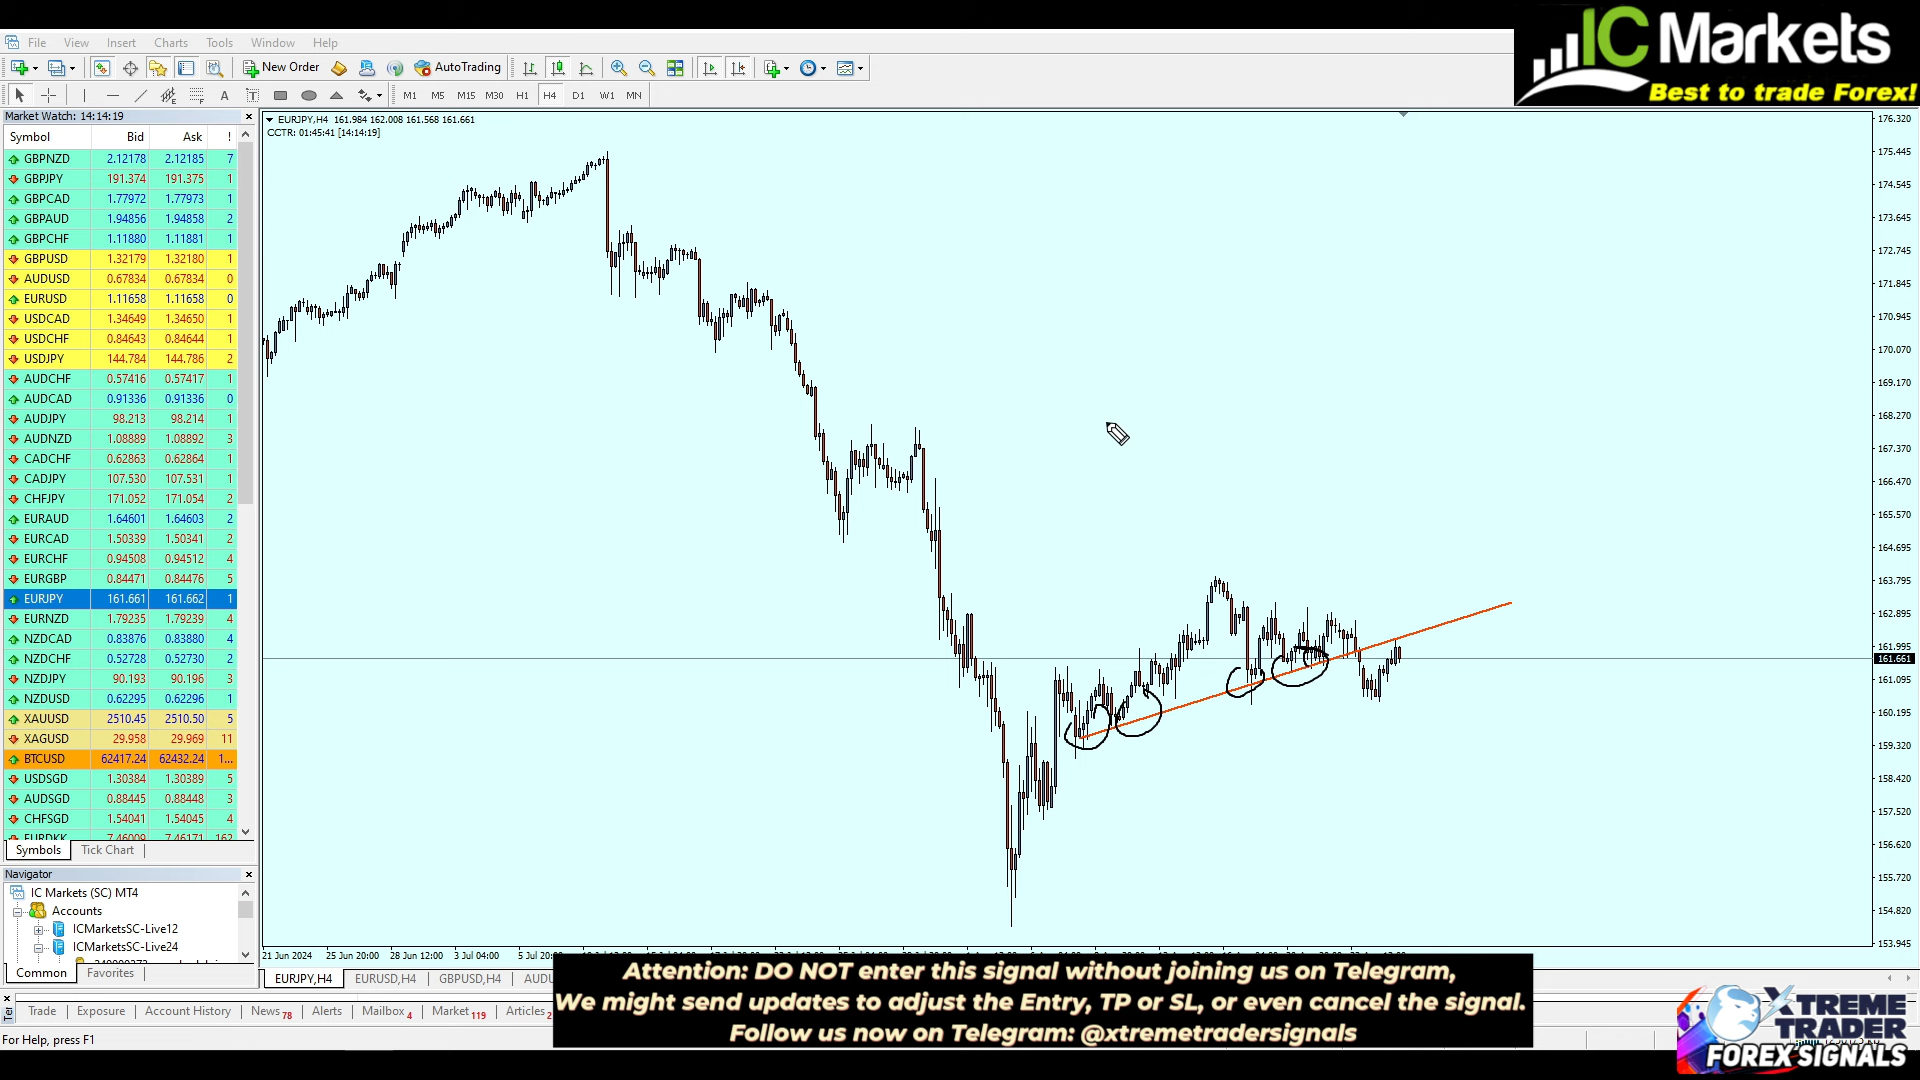 IC Markets
Best to trade Forex!
File View Insert Charts Tools Window Help
New Order AutoTrading
A T M1 M5 M15 M30 H1 H4 D1 W1 MN
Market Watch: 14:14:19
Symbol Bid Ask !
GBPNZD 2.12178 2.12185 7
GBPJPY 191.374 191.375 1
GBPCAD 1.77972 1.77973 1
GBPAUD 1.94856 1.94858 2
GBPCHF 1.11880 1.11881 1
GBPUSD 1.32179 1.32180 1
AUDUSD 0.67834 0.67834 0
EURUSD 1.11658 1.11658 0
USDCAD 1.34649 1.34650 1
USDCHF 0.84643 0.84644 1
USDJPY 144.784 144.786 2
AUDCHF 0.57416 0.57417 1
AUDCAD 0.91336 0.91336 0
AUDJPY 98.213 98.214 1
AUDNZD 1.08889 1.08892 3
CADCHF 0.62863 0.62864 1
CADJPY 107.530 107.531 1
CHFJPY 171.052 171.054 2
EURAUD 1.64601 1.64603 2
EURCAD 1.50339 1.50341 2
EURCHF 0.94508 0.94512 4
EURGBP 0.84471 0.84476 5
EURJPY 161.661 161.662 1
EURNZD 1.79235 1.79239 4
NZDCAD 0.83876 0.83880 4
NZDCHF 0.52728 0.52730 2
NZDJPY 90.193 90.196 3
NZDUSD 0.62295 0.62296 1
XAUUSD 2510.45 2510.50 5
XAGUSD 29.958 29.969 11
BTCUSD 62417.24 62432.24 1...
USDSGD 1.30384 1.30389 5
AUDSGD 0.88445 0.88448 3
CHFSGD 1.54041 1.54045 4
EURDKK 7.46009 7.46171 162
Symbols Tick Chart
Navigator
IC Markets (SC) MT4
Accounts
ICMarketsSC-Live12
ICMarketsSC-Live24
Common Favorites
EURJPY,H4 161.984 162.008 161.568 161.661
CCTR: 01:45:41 [14:14:19]
176.320
175.445
174.545
173.645
172.745
171.845
170.945
170.070
169.170
168.270
167.370
166.470
165.570
164.695
163.795
162.895
161.995
161.661
161.095
160.195
159.320
158.420
157.520
156.620
155.720
154.820
153.945
21 Jun 2024 25 Jun 20:00 28 Jun 12:00 3 Jul 04:00 5 Jul 20:00
EURJPY,H4 EURUSD,H4 GBPUSD,H4
Trade Exposure Account History News 78 Alerts Mailbox 4 Market 119 Articles
For Help, press F1
Attention: DO NOT enter this signal without joining us on Telegram,
We might send updates to adjust the Entry, TP or SL, or even cancel the signal.
Follow us now on Telegram: @xtremetradersignals
XTREME
TRADER
FOREX SIGNALS